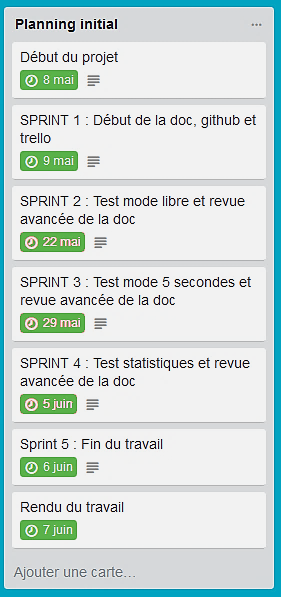 Planning initial
Début du projet
8 mai
SPRINT 1 : Début de la doc, github et
trello
9 mai
SPRINT 2 : Test mode libre et revue
avancée de la doc
22 mai
SPRINT 3 : Test mode 5 secondes et
revue avancée de la doc
29 mai
SPRINT 4 : Test statistiques et revue
avancée de la doc
5 juin
Sprint 5 : Fin du travail
6 juin
Rendu du travail
7 juin
Ajouter une carte...